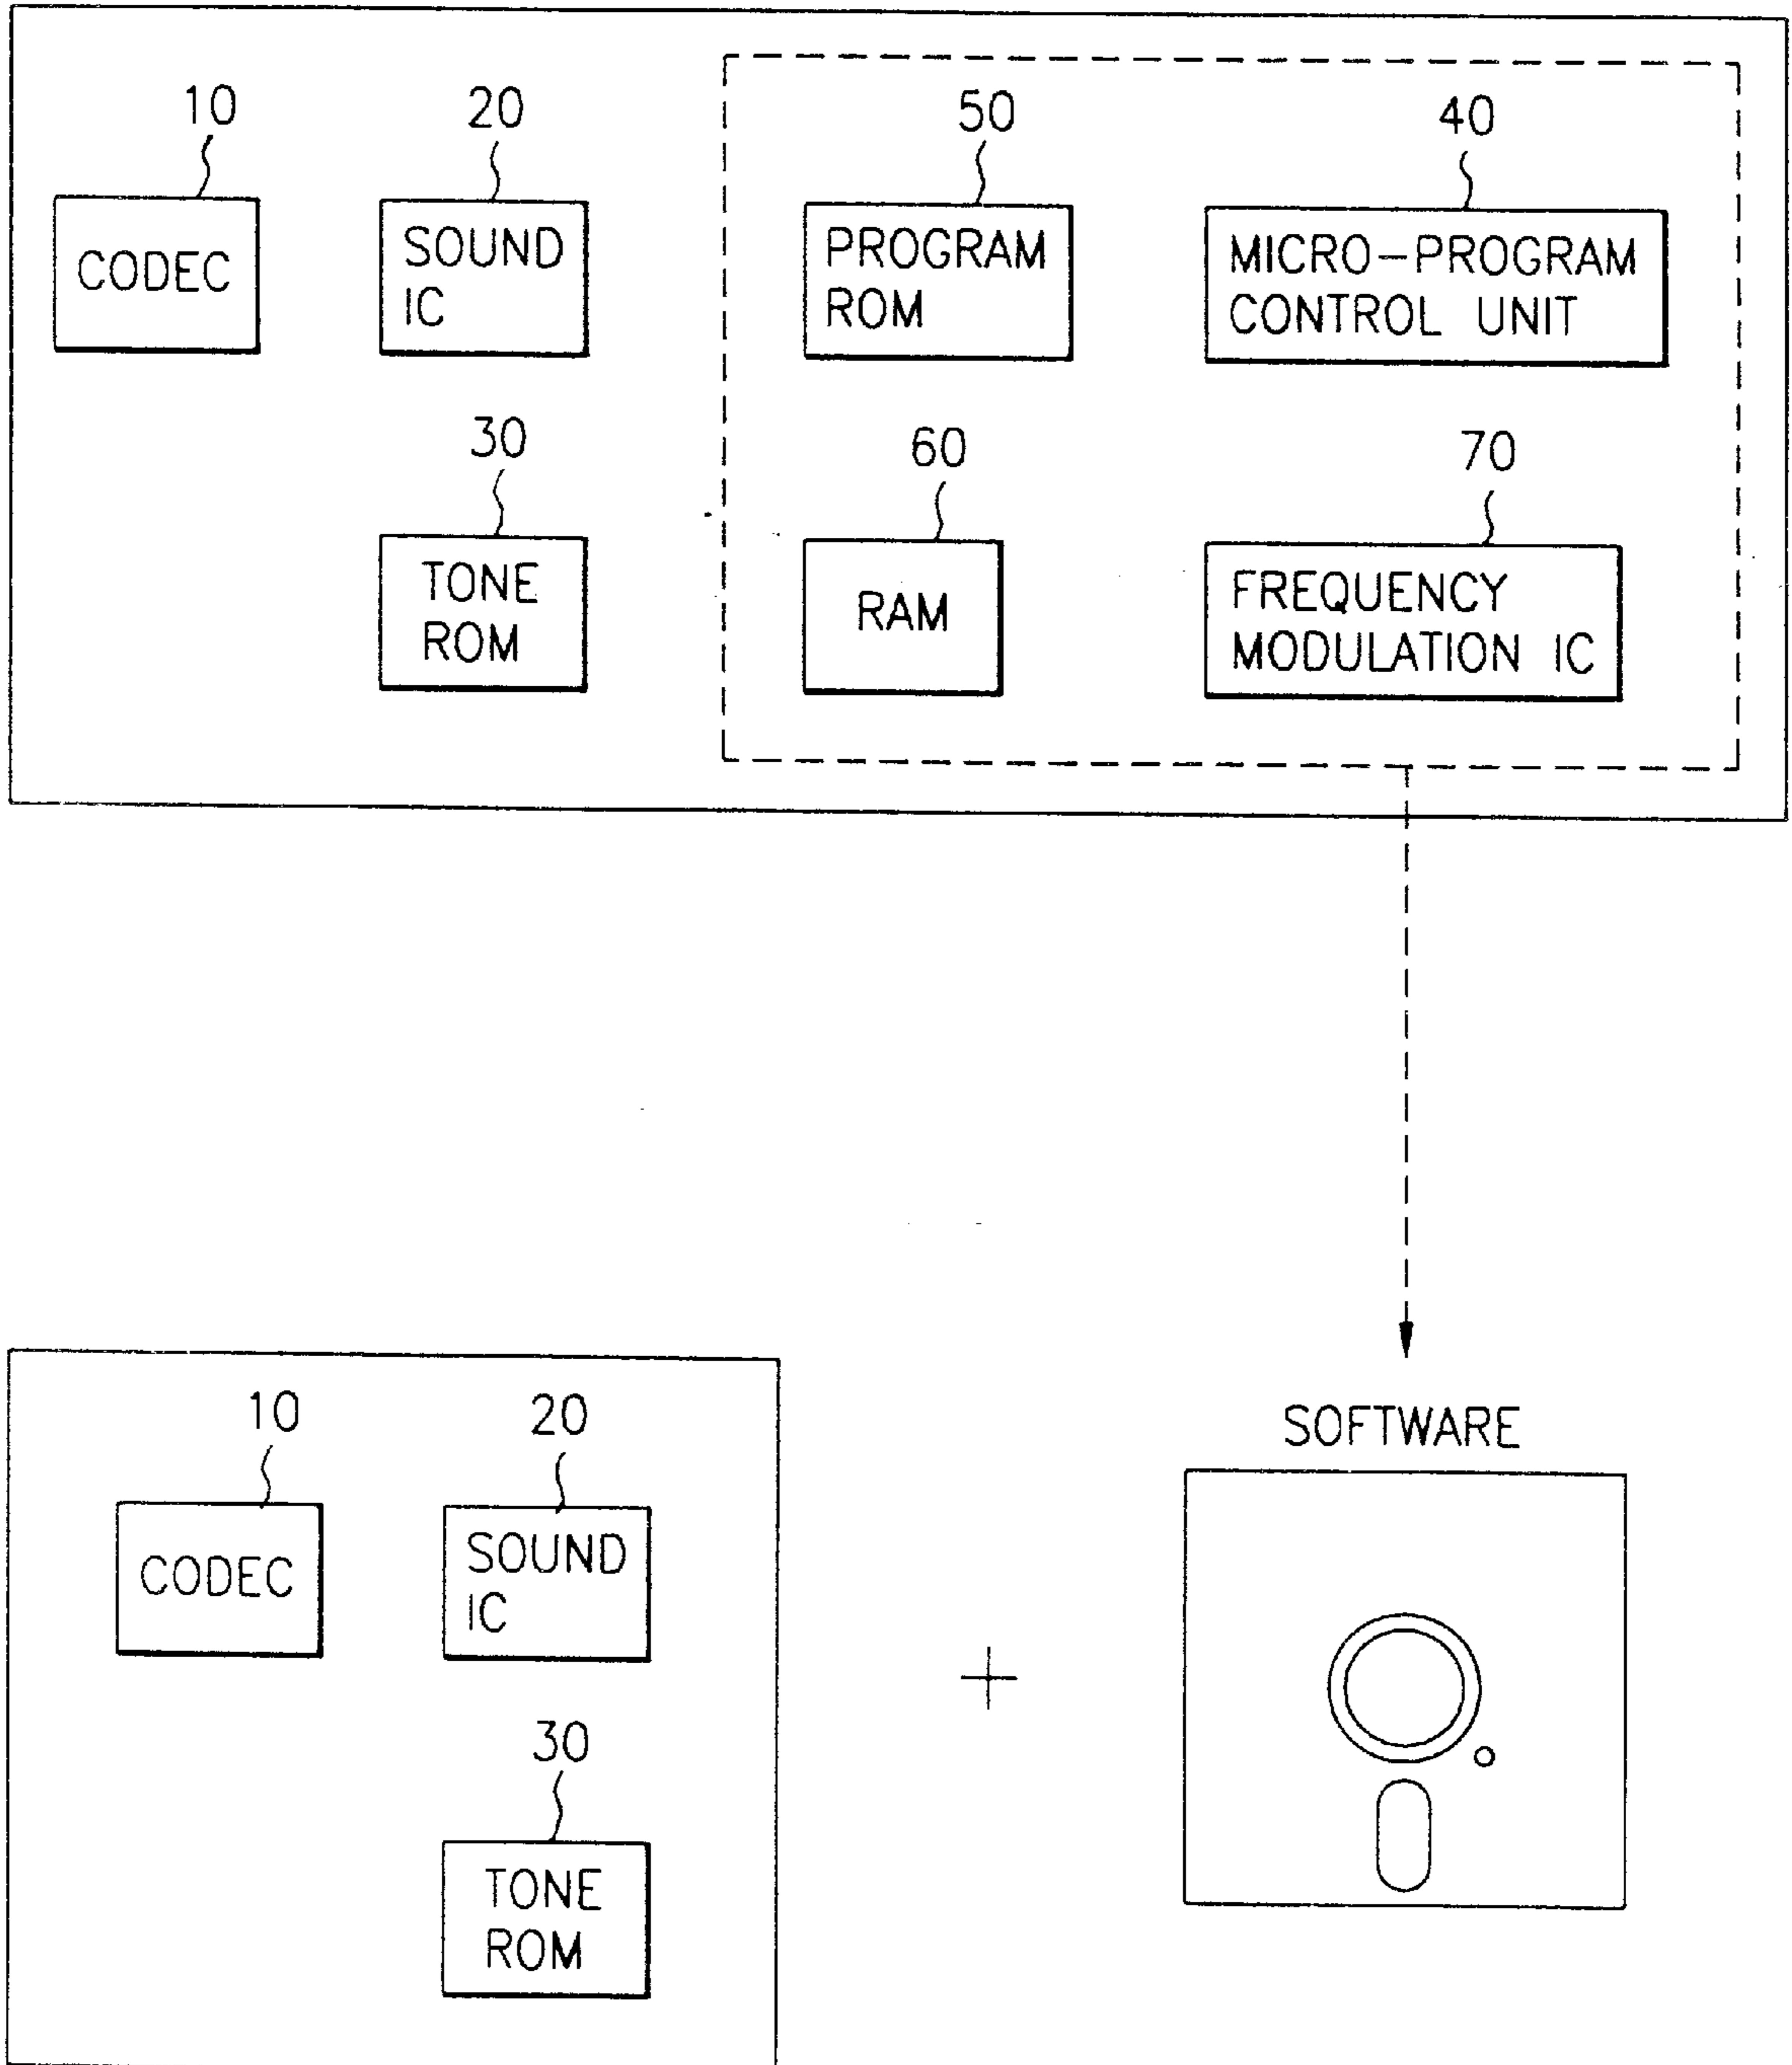 10
20
50
40
CODEC
SOUND
IC
PROGRAM
ROM
MICRO-PROGRAM
CONTROL UNIT
30
60
70
TONE
ROM
RAM
FREQUENCY
MODULATION IC
10
20
SOFTWARE
CODEC
SOUND
IC
+
30
TONE
ROM